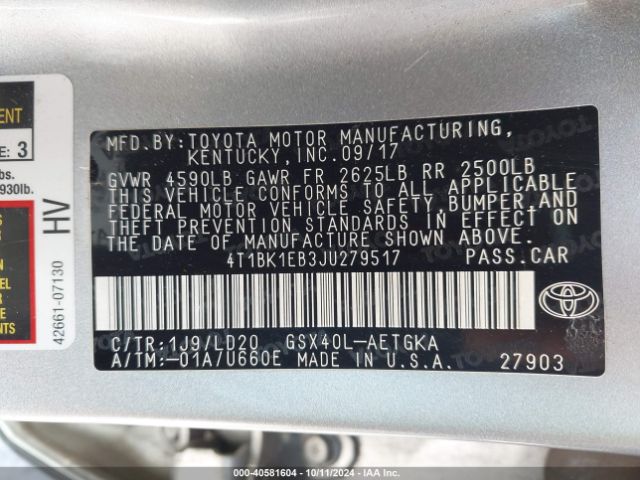 ENT
E: 3
bs.
930lb.
EL
ENTS
HV
42661-07130
MFD.BY: TOYOTA MOTOR MANUFACTURING,
KENTUCKY, INC. 09/17
GVWR 4590LB GAWR FR 2625LB RR 2500LB
THIS VEHICLE CONFORMS TO ALL APPLICABLE
FEDERAL MOTOR VEHICLE SAFETY, BUMPER, AND
THEFT PREVENTION STANDARDS IN EFFECT ON
THE DATE OF MANUFACTURE SHOWN ABOVE.
4T1BK1EB3JU279517 PASS.CAR
C/TR: 1J9/LD20 GSX40L-AETGKA
A/TM:-01A/U660E MADE IN U.S.A. 27903
000-40581604 | 10/11/2024 | IAA Inc.